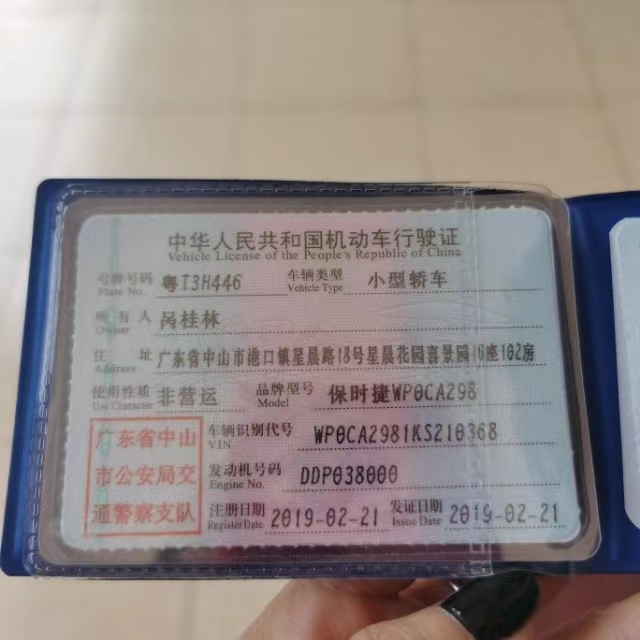 中华人民共和国机动车行驶证
Vehicle License of the People's Republic of China
号牌号码 粤T3H446 车辆类型 小型轿车
Plate No. Vehicle Type
所有人 呙桂林
Owner
住址 广东省中山市港口镇星晨路18号星晨花园喜景园16座102房
Address
使用性质 非营运 品牌型号 保时捷WP0CA298
Use Character Model
广东省中山 车辆识别代号 WP0CA2981KS210368
VIN
市公安局交 发动机号码 DDP038000
Engine No.
通警察支队 注册日期 2019-02-21 发证日期 2019-02-21
Register Date Issue Date